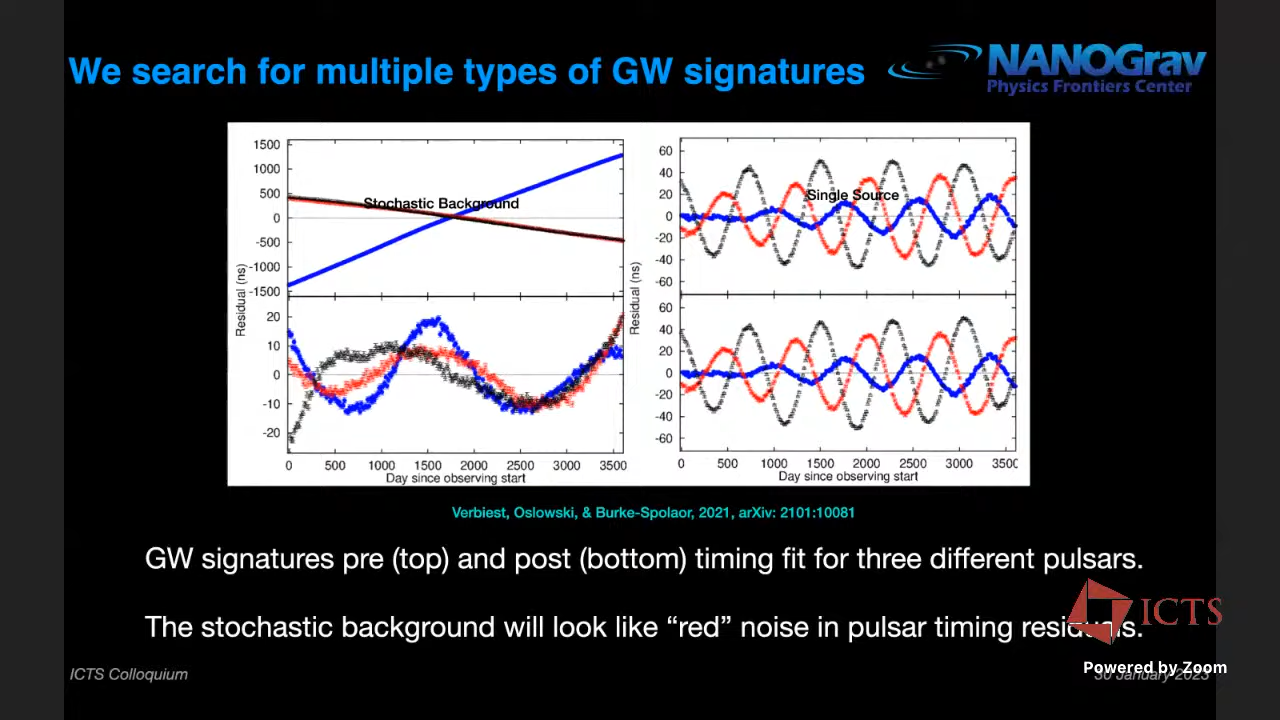 We search for multiple types of GW signatures
NANOGrav
Physics Frontiers Center
1500
1000
500
0
-500
-1000
-1500
Stochastic Background
Residual (ns)
20
10
0
-10
-20
0 500 1000 1500 2000 2500 3000 3500
Day since observing start
60
40
20
0
-20
-40
-60
Single Source
Residual (ns)
60
40
20
0
-20
-40
-60
0 500 1000 1500 2000 2500 3000 3500
Day since observing start
Verbiest, Oslowski, & Burke-Spolaor, 2021, arXiv: 2101:10081
GW signatures pre (top) and post (bottom) timing fit for three different pulsars.
The stochastic background will look like “red” noise in pulsar timing residuals.
ICTS
Powered by Zoom
ICTS Colloquium
30 January 2023